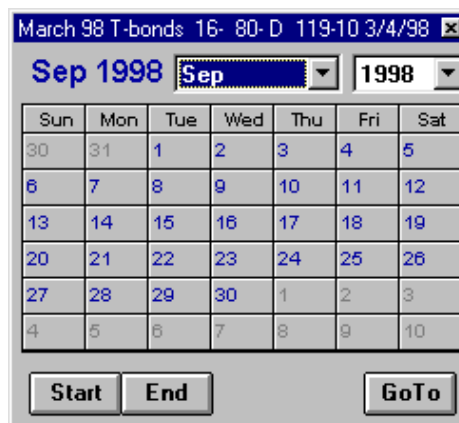 March 98 T-bonds 16- 80- D 119-10 3/4/98
Sep 1998 Sep 1998
Sun Mon Tue Wed Thu Fri Sat
30 31 1 2 3 4 5
6 7 8 9 10 11 12
13 14 15 16 17 18 19
20 21 22 23 24 25 26
27 28 29 30 1 2 3
4 5 6 7 8 9 10
Start End GoTo